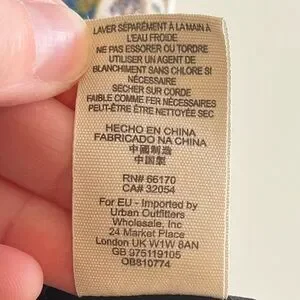 LAVER SÉPARÉMENT À LA MAIN À
L'EAU FROIDE
NE PAS ESSORER OU TORDRE
UTILISER UN AGENT DE
BLANCHIMENT SANS CHLORE SI
NÉCESSAIRE
SÉCHER SUR CORDE
FAIBLE COMME FER NÉCESSAIRE
PEUT-ÊTRE ÊTRE NETTOYÉE SEC
HECHO EN CHINA
FABRICADO NA CHINA
中國制造
中国製
RN# 66170
CA# 32054
For EU - Imported by
Urban Outfitters
Wholesale, Inc
24 Market Place
London UK W1W 8AN
GB 975119105
OB810774